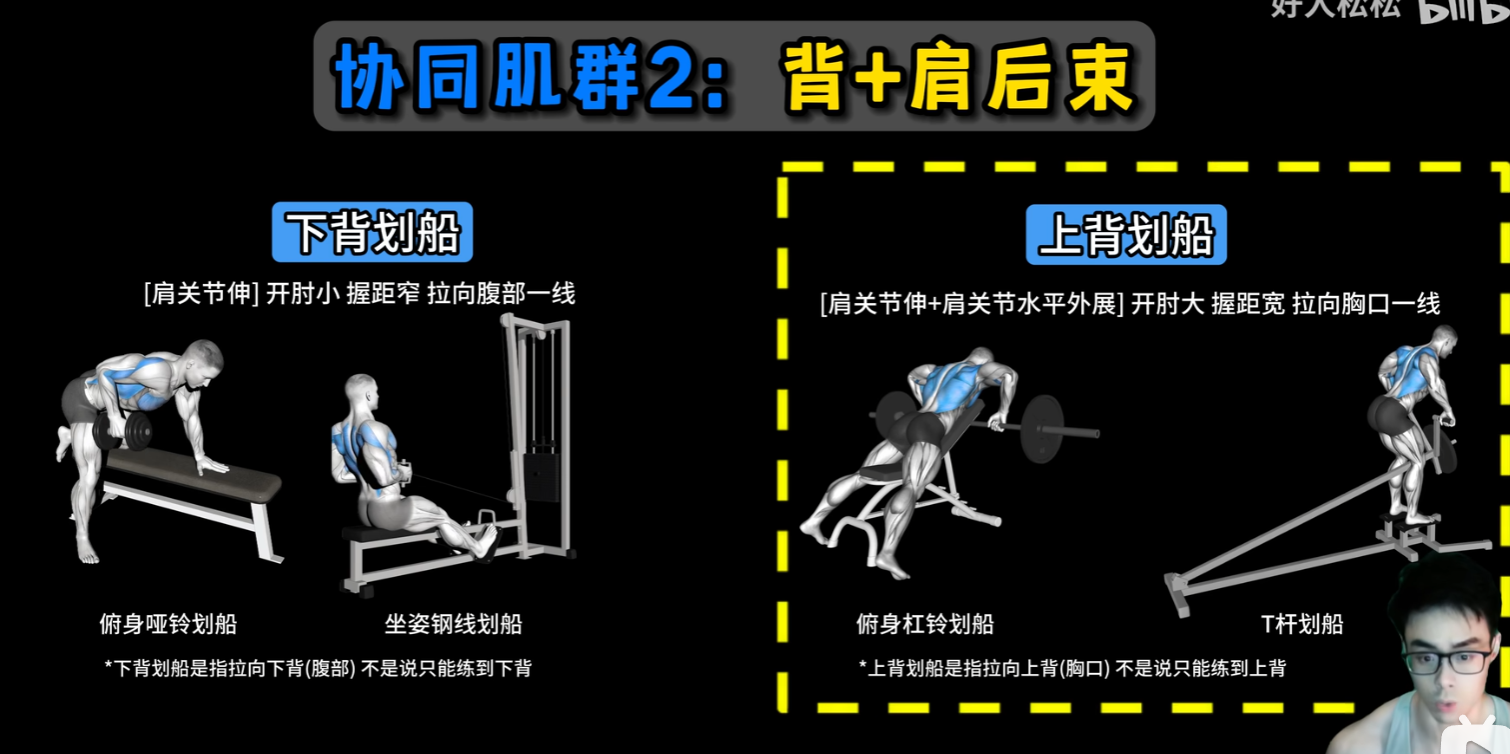 好人松松 bilibili
协同肌群2：背+肩后束
下背划船
[肩关节伸] 开肘小 握距窄 拉向腹部一线
俯身哑铃划船
坐姿钢线划船
*下背划船是指拉向下背(腹部) 不是说只能练到下背
上背划船
[肩关节伸+肩关节水平外展] 开肘大 握距宽 拉向胸口一线
俯身杠铃划船
T杆划船
*上背划船是指拉向上背(胸口) 不是说只能练到上背